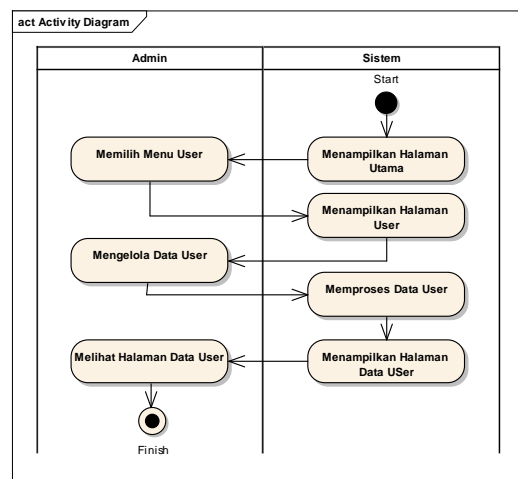 act Activity Diagram
Admin
Sistem
Start
Menampilkan Halaman
Utama
Memilih Menu User
Menampilkan Halaman
User
Mengelola Data User
Memproses Data User
Menampilkan Halaman
Data USer
Melihat Halaman Data User
Finish